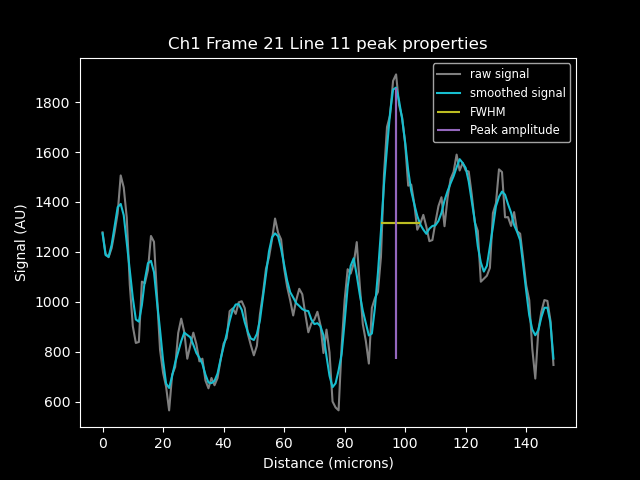 Ch1 Frame 21 Line 11 peak properties
raw signal
smoothed signal
FWHM
Peak amplitude
Signal (AU)
1800
1600
1400
1200
1000
800
600
0 20 40 60 80 100 120 140
Distance (microns)